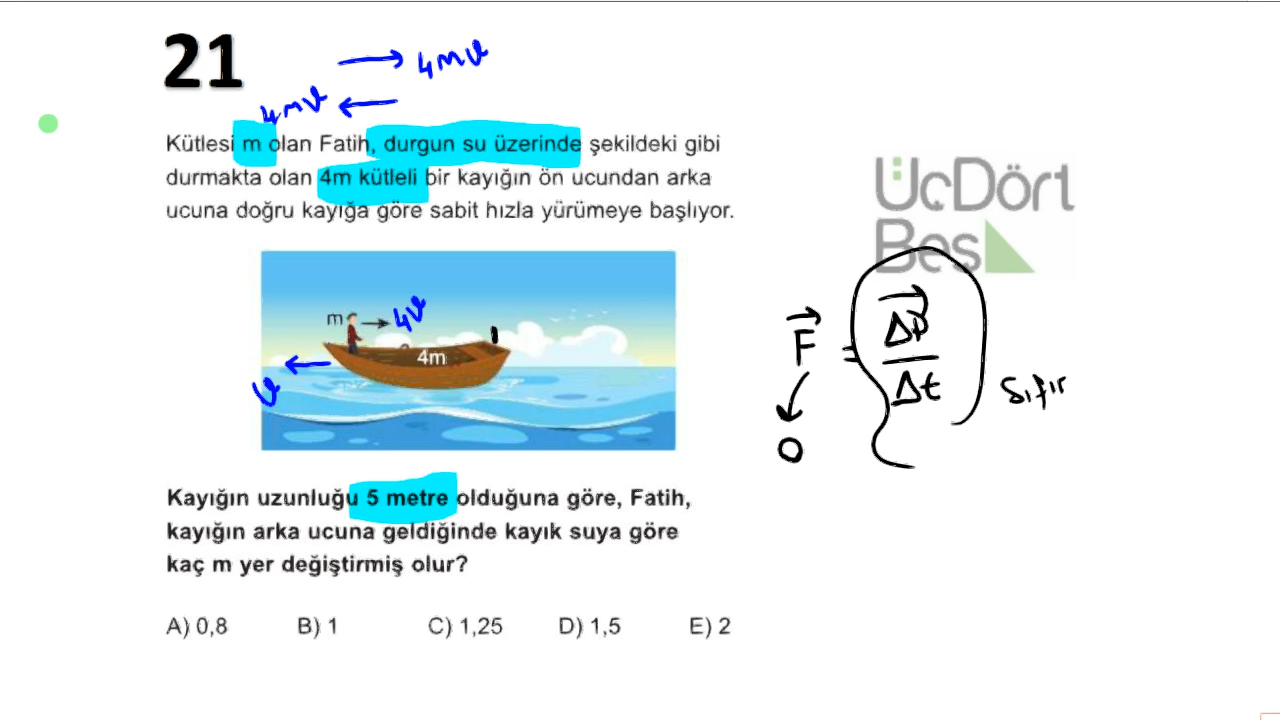 21
→ 4mv
4mv ←
Kütlesi m olan Fatih, durgun su üzerinde şekildeki gibi
durmakta olan 4m kütleli bir kayığın ön ucundan arka
ucuna doğru kayığa göre sabit hızla yürümeye başlıyor.
ÜçDört
Beş
m → 4v
4m
v
F = ΔP / Δt
0
sıfır
Kayığın uzunluğu 5 metre olduğuna göre, Fatih,
kayığın arka ucuna geldiğinde kayık suya göre
kaç m yer değiştirmiş olur?
A) 0,8 B) 1 C) 1,25 D) 1,5 E) 2